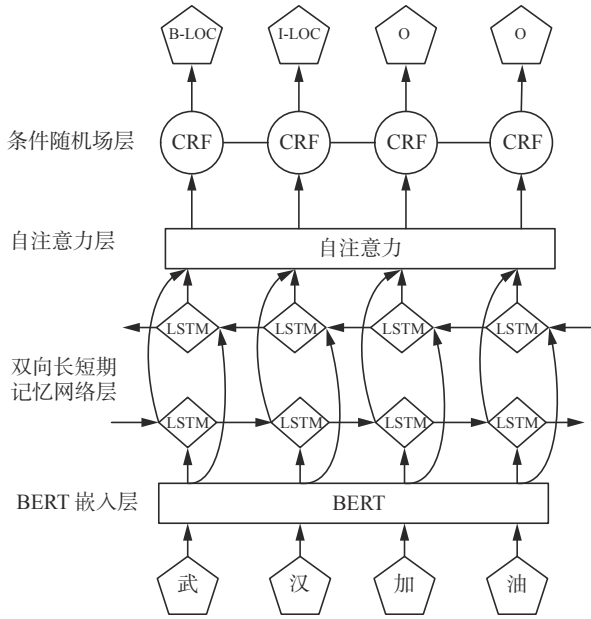 B-LOC I-LOC O O
条件随机场层 CRF CRF CRF CRF
自注意力层 自注意力
LSTM LSTM LSTM LSTM
双向长短期
记忆网络层
LSTM LSTM LSTM LSTM
BERT 嵌入层 BERT
武 汉 加 油